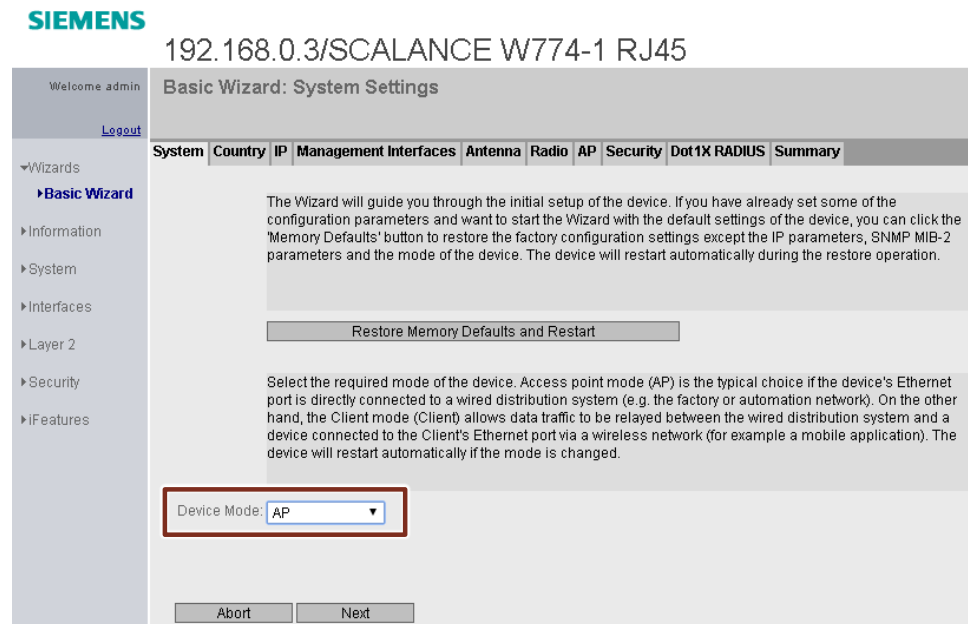 SIEMENS
192.168.0.3/SCALANCE W774-1 RJ45
Welcome admin
Logout
Basic Wizard: System Settings
System Country IP Management Interfaces Antenna Radio AP Security Dot1X RADIUS Summary
Wizards
Basic Wizard
Information
System
Interfaces
Layer 2
Security
iFeatures
The Wizard will guide you through the initial setup of the device. If you have already set some of the
configuration parameters and want to start the Wizard with the default settings of the device, you can click the
'Memory Defaults' button to restore the factory configuration settings except the IP parameters, SNMP MIB-2
parameters and the mode of the device. The device will restart automatically during the restore operation.
Restore Memory Defaults and Restart
Select the required mode of the device. Access point mode (AP) is the typical choice if the device's Ethernet
port is directly connected to a wired distribution system (e.g. the factory or automation network). On the other
hand, the Client mode (Client) allows data traffic to be relayed between the wired distribution system and a
device connected to the Client's Ethernet port via a wireless network (for example a mobile application). The
device will restart automatically if the mode is changed.
Device Mode: AP
Abort Next